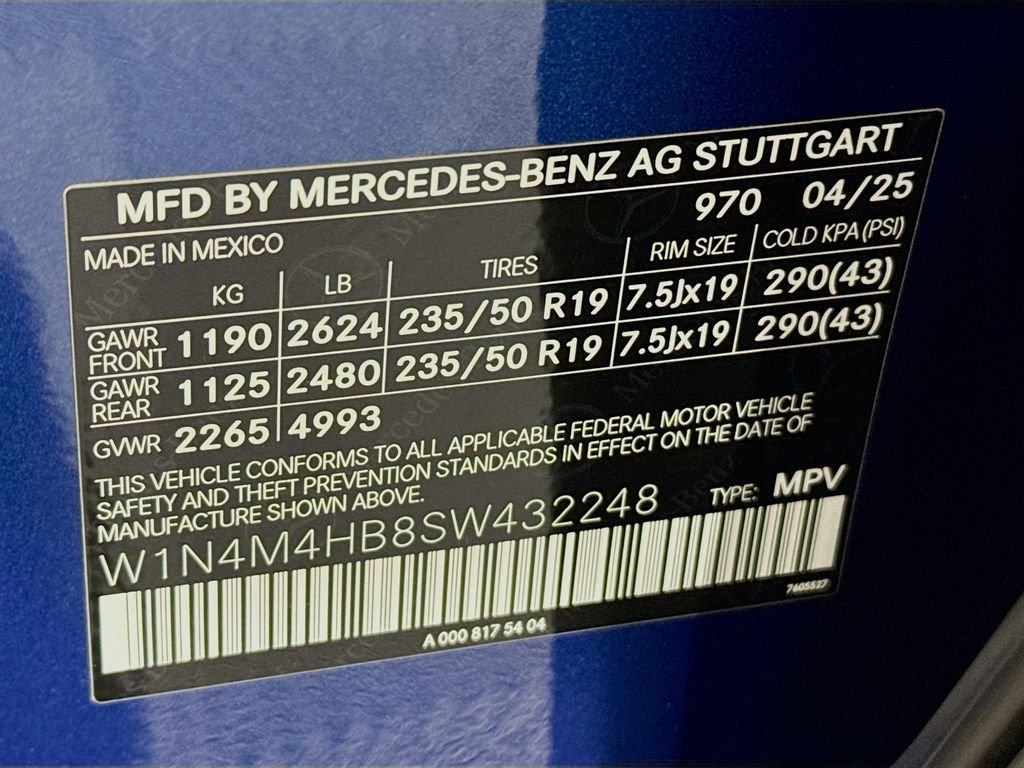 MFD BY MERCEDES-BENZ AG STUTTGART
970 04/25
MADE IN MEXICO
KG LB TIRES RIM SIZE COLD KPA(PSI)
GAWR FRONT 1190 2624 235/50 R19 7.5Jx19 290(43)
GAWR REAR 1125 2480 235/50 R19 7.5Jx19 290(43)
GVWR 2265 4993
THIS VEHICLE CONFORMS TO ALL APPLICABLE FEDERAL MOTOR VEHICLE
SAFETY AND THEFT PREVENTION STANDARDS IN EFFECT ON THE DATE OF
MANUFACTURE SHOWN ABOVE.
W1N4M4HB8SW432248 TYPE: MPV
7605527
A 000 817 54 04